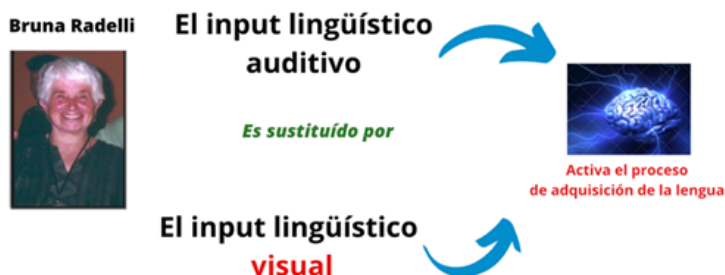 Bruna Radelli
El input lingüístico
auditivo
Es sustituído por
Activa el proceso
de adquisición de la lengua
El input lingüístico
visual